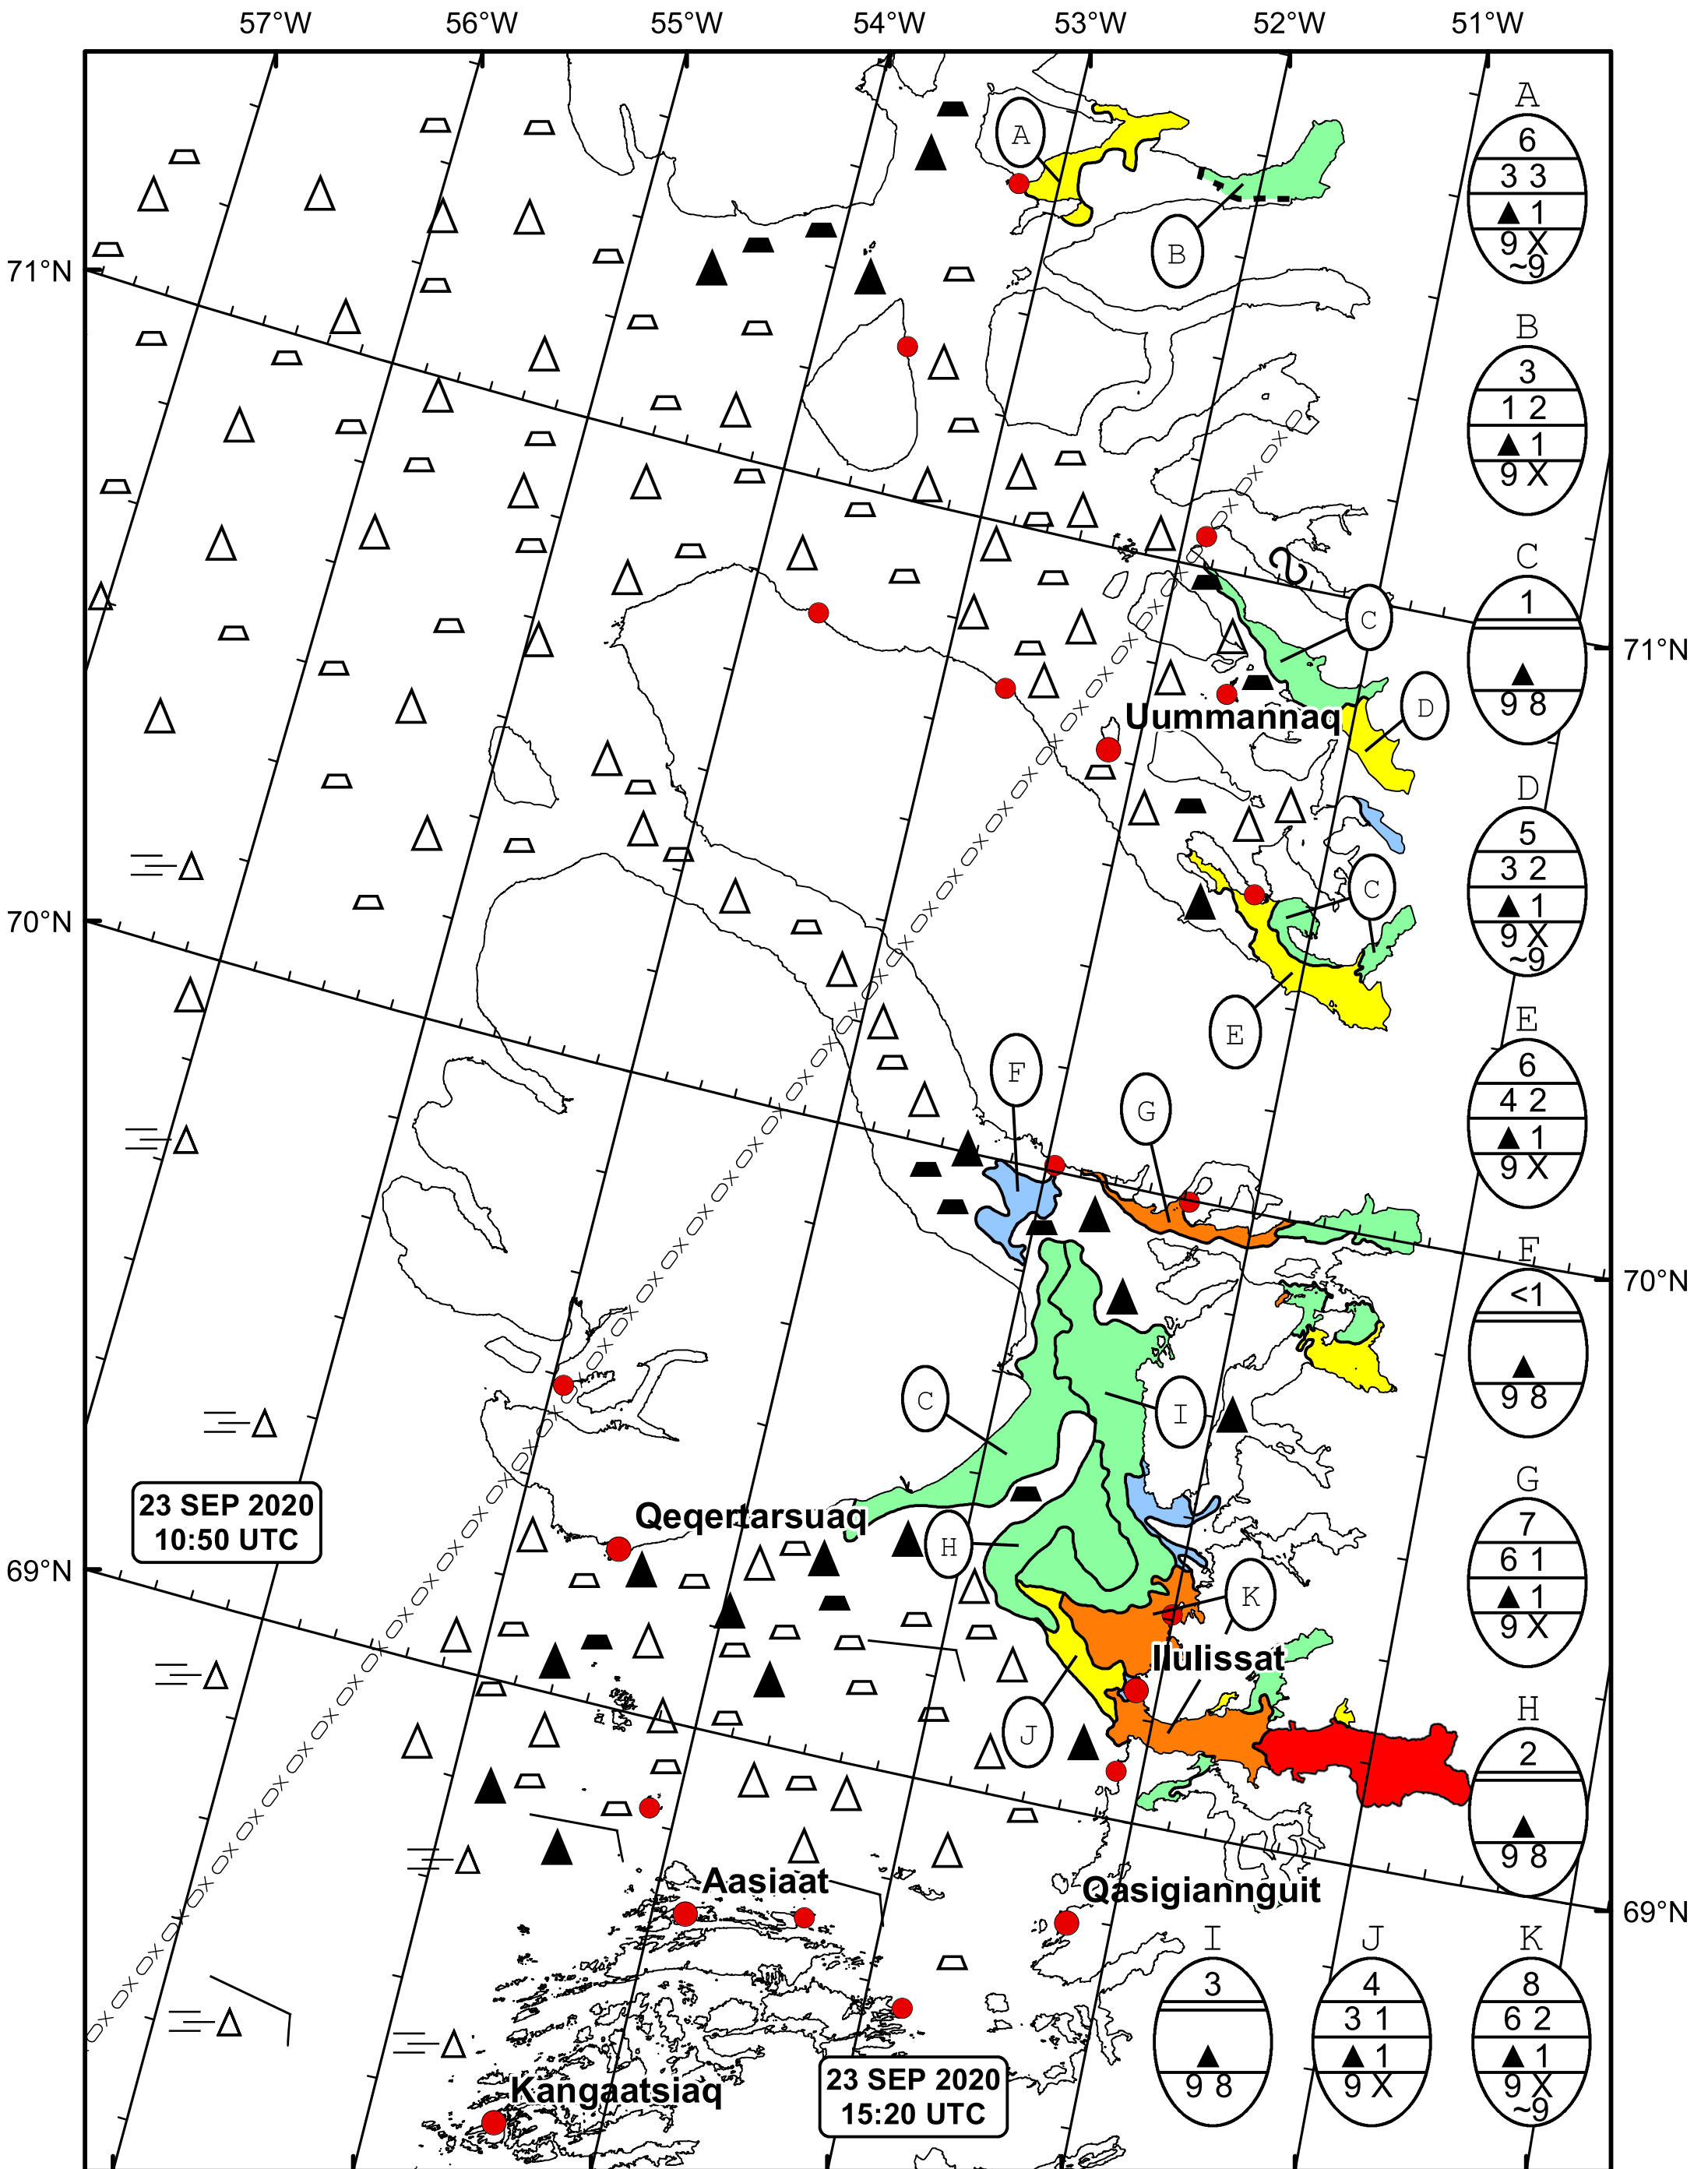 57°W 56°W 55°W 54°W 53°W 52°W 51°W
A
6
3 3
▲ 1
9 X
~9
A
B
71°N
B
3
1 2
▲ 1
9 X
C
1
▲
9 8
C
71°N
D
Uummannaq
D
5
3 2
▲ 1
9 X
~9
C
70°N
E
E
6
4 2
▲ 1
9 X
F
G
F
<1
▲
9 8
70°N
C
I
G
7
6 1
▲ 1
9 X
23 SEP 2020
10:50 UTC
Qeqertarsuaq
H
69°N
K
Ilulissat
J
H
2
▲
9 8
Aasiaat
Qasigiannguit
69°N
I
3
▲
9 8
J
4
3 1
▲ 1
9 X
K
8
6 2
▲ 1
9 X
~9
Kangaatsiaq
23 SEP 2020
15:20 UTC